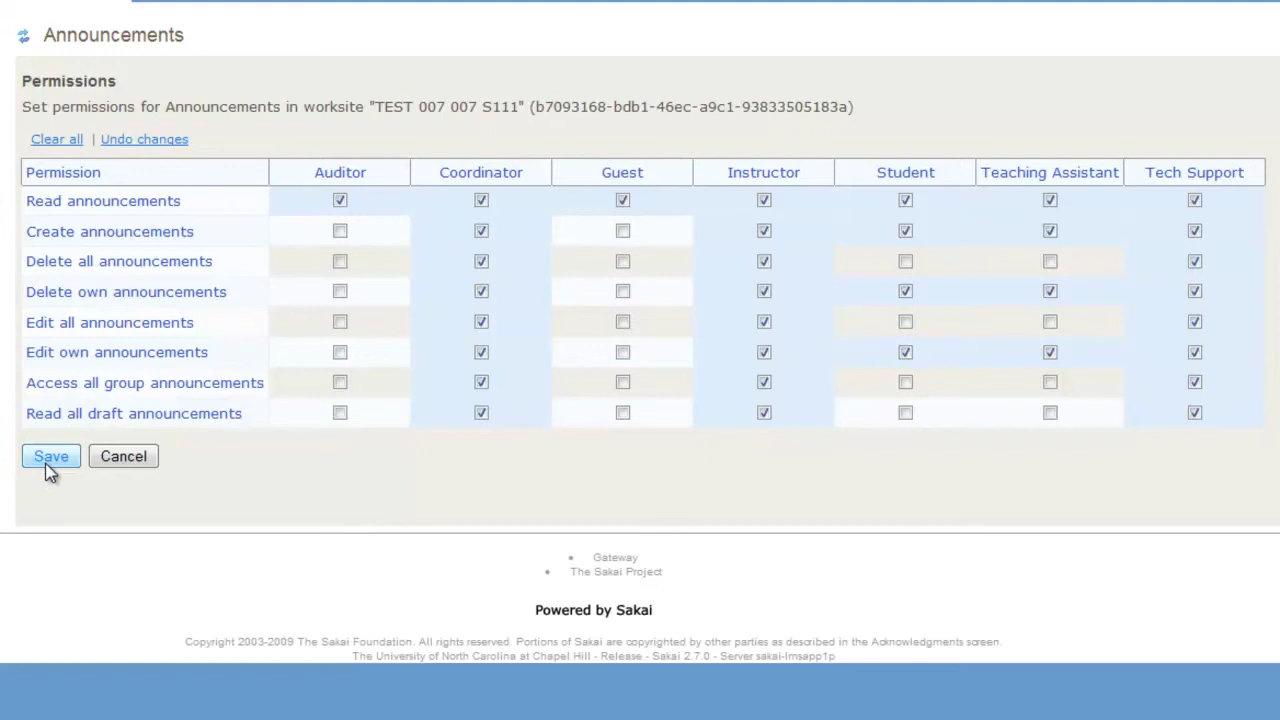 Announcements
Permissions
Set permissions for Announcements in worksite "TEST 007 007 S111" (b7093168-bdb1-46ec-a9c1-93833505183a)
Clear all | Undo changes
Permission Auditor Coordinator Guest Instructor Student Teaching Assistant Tech Support
Read announcements
Create announcements
Delete all announcements
Delete own announcements
Edit all announcements
Edit own announcements
Access all group announcements
Read all draft announcements
Save Cancel
Gateway
The Sakai Project
Powered by Sakai
Copyright 2003-2009 The Sakai Foundation. All rights reserved. Portions of Sakai are copyrighted by other parties as described in the Acknowledgments screen.
The University of North Carolina at Chapel Hill - Release - Sakai 2.7.0 - Server sakai-lmsapp1p